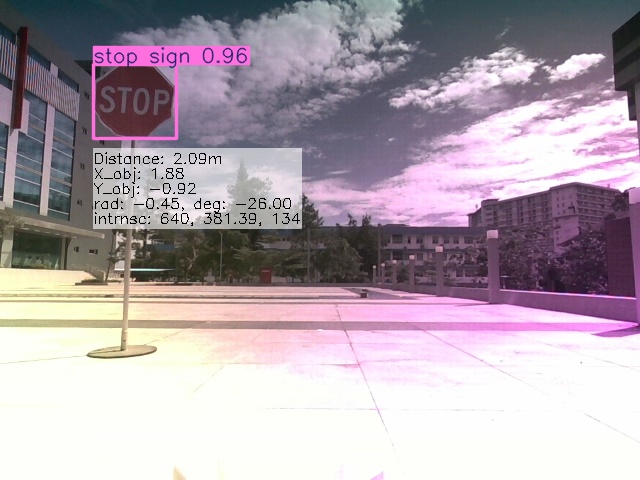 stop sign 0.96
STOP
Distance: 2.09m
X_obj: 1.88
Y_obj: -0.92
rad: -0.45, deg: -26.00
intrnsc: 640, 381.39, 134